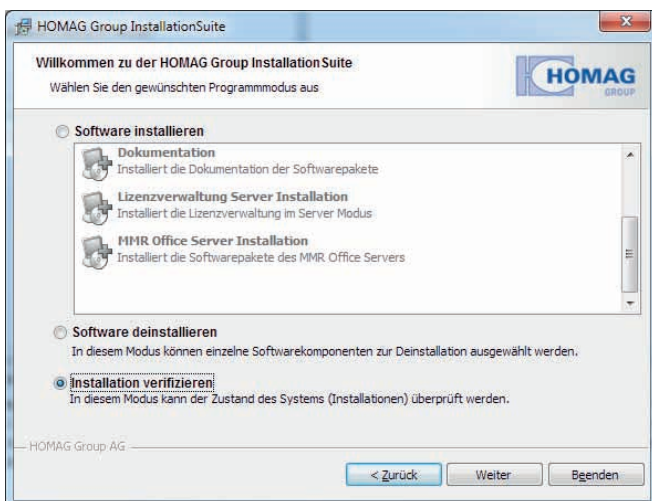 HOMAG Group InstallationSuite
Willkommen zu der HOMAG Group InstallationSuite
Wählen Sie den gewünschten Programmmodus aus
HOMAG
GROUP
Software installieren
Dokumentation
Installiert die Dokumentation der Softwarepakete
Lizenzverwaltung Server Installation
Installiert die Lizenzverwaltung im Server Modus
MMR Office Server Installation
Installiert die Softwarepakete des MMR Office Servers
Software deinstallieren
In diesem Modus können einzelne Softwarekomponenten zur Deinstallation ausgewählt werden.
Installation verifizieren
In diesem Modus kann der Zustand des Systems (Installationen) überprüft werden.
HOMAG Group AG
< Zurück Weiter Beenden